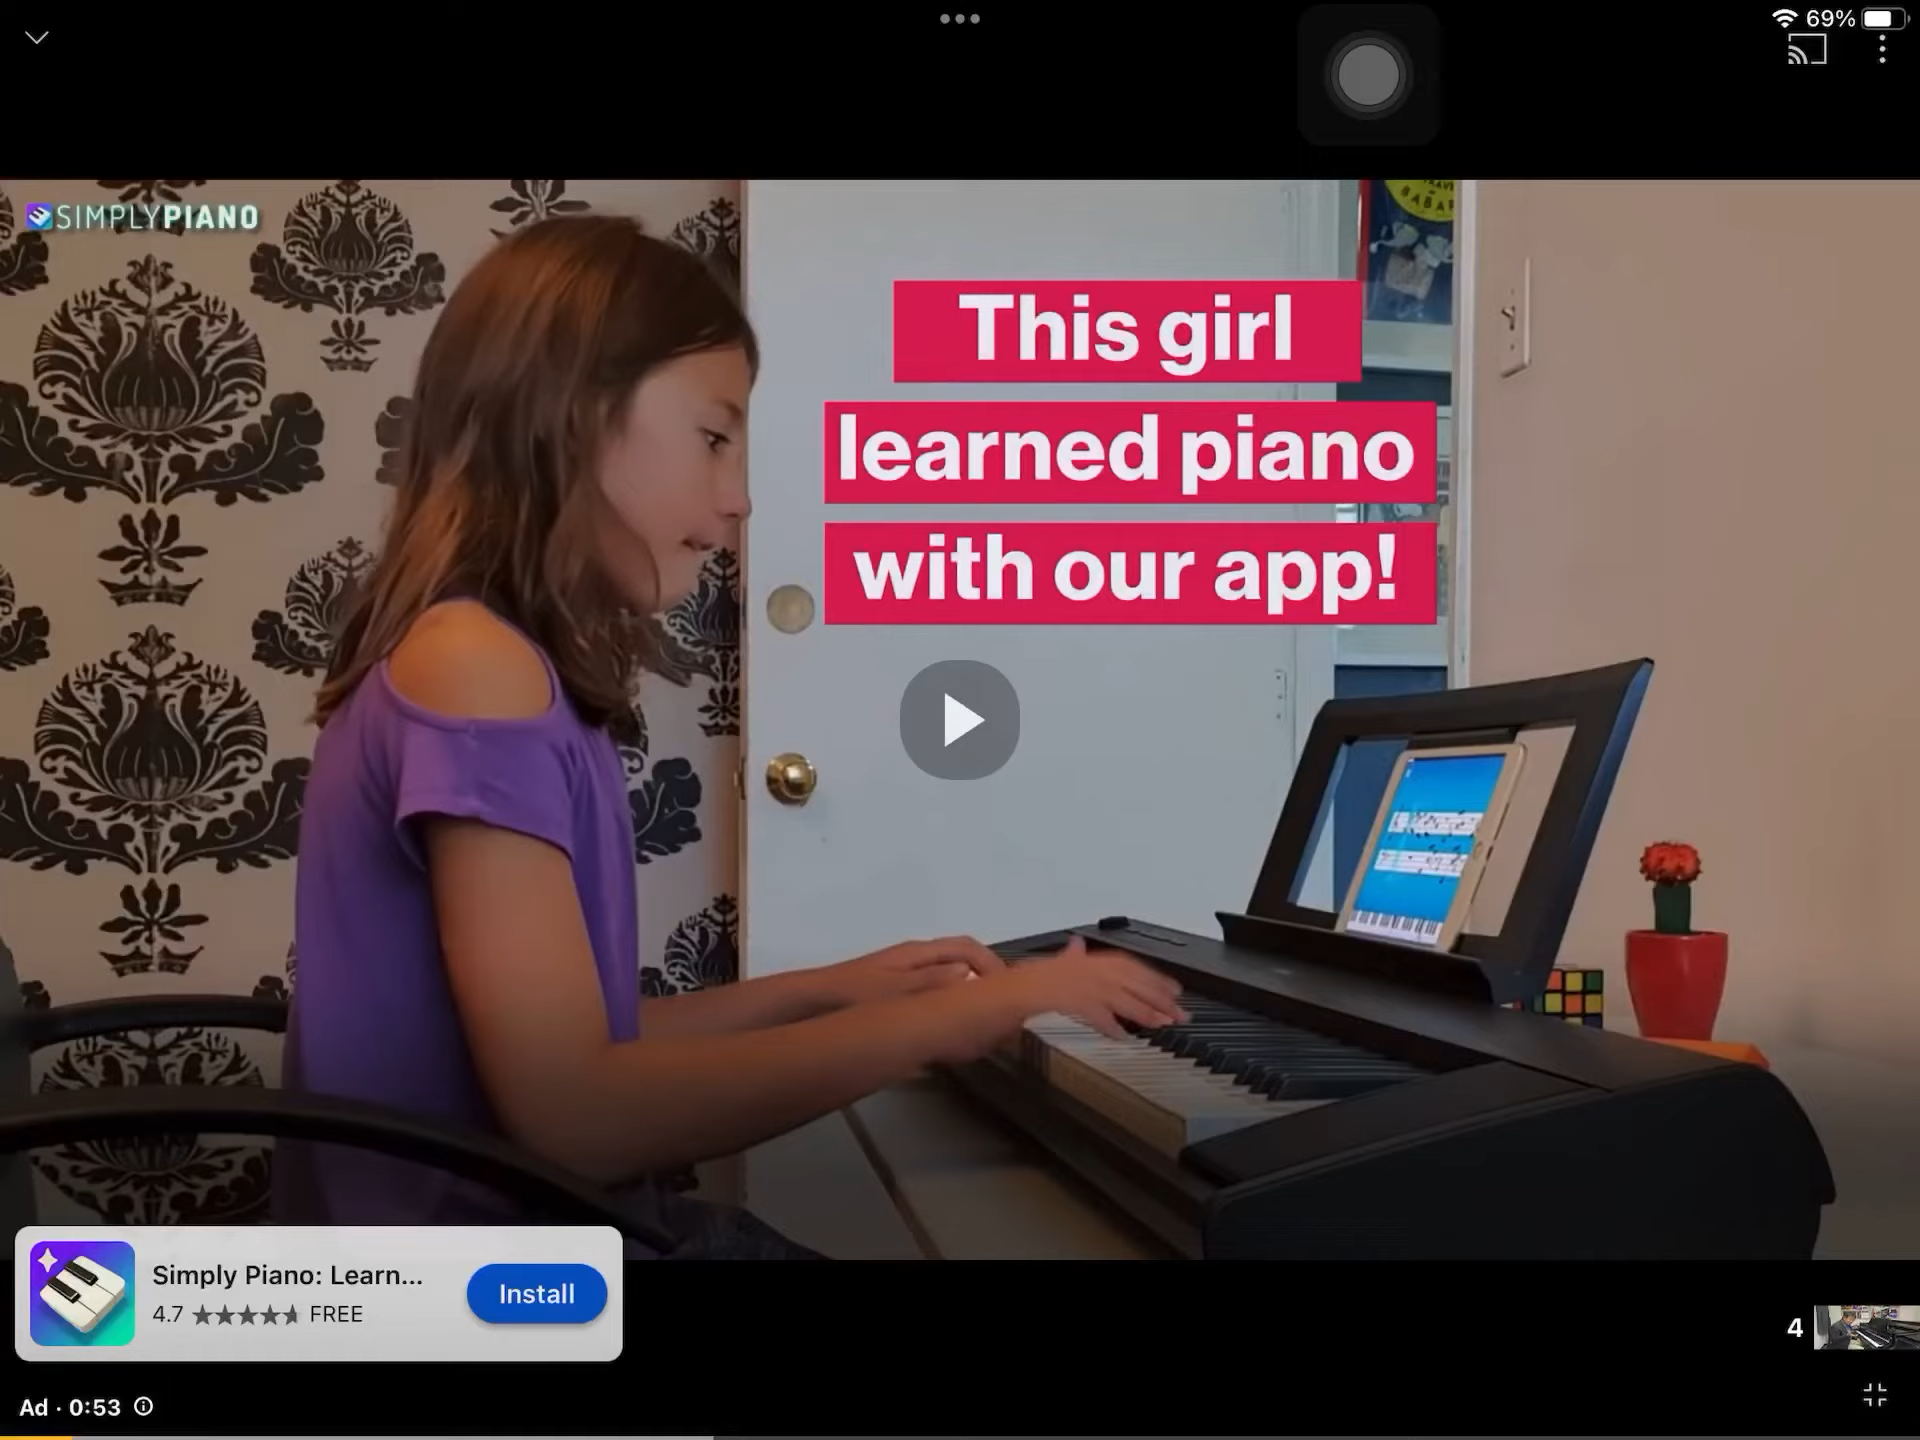 69%
SIMPLYPIANO
BABAR
This girl
learned piano
with our app!
Simply Piano: Learn...
4.7 FREE
Install
4
Ad · 0:53